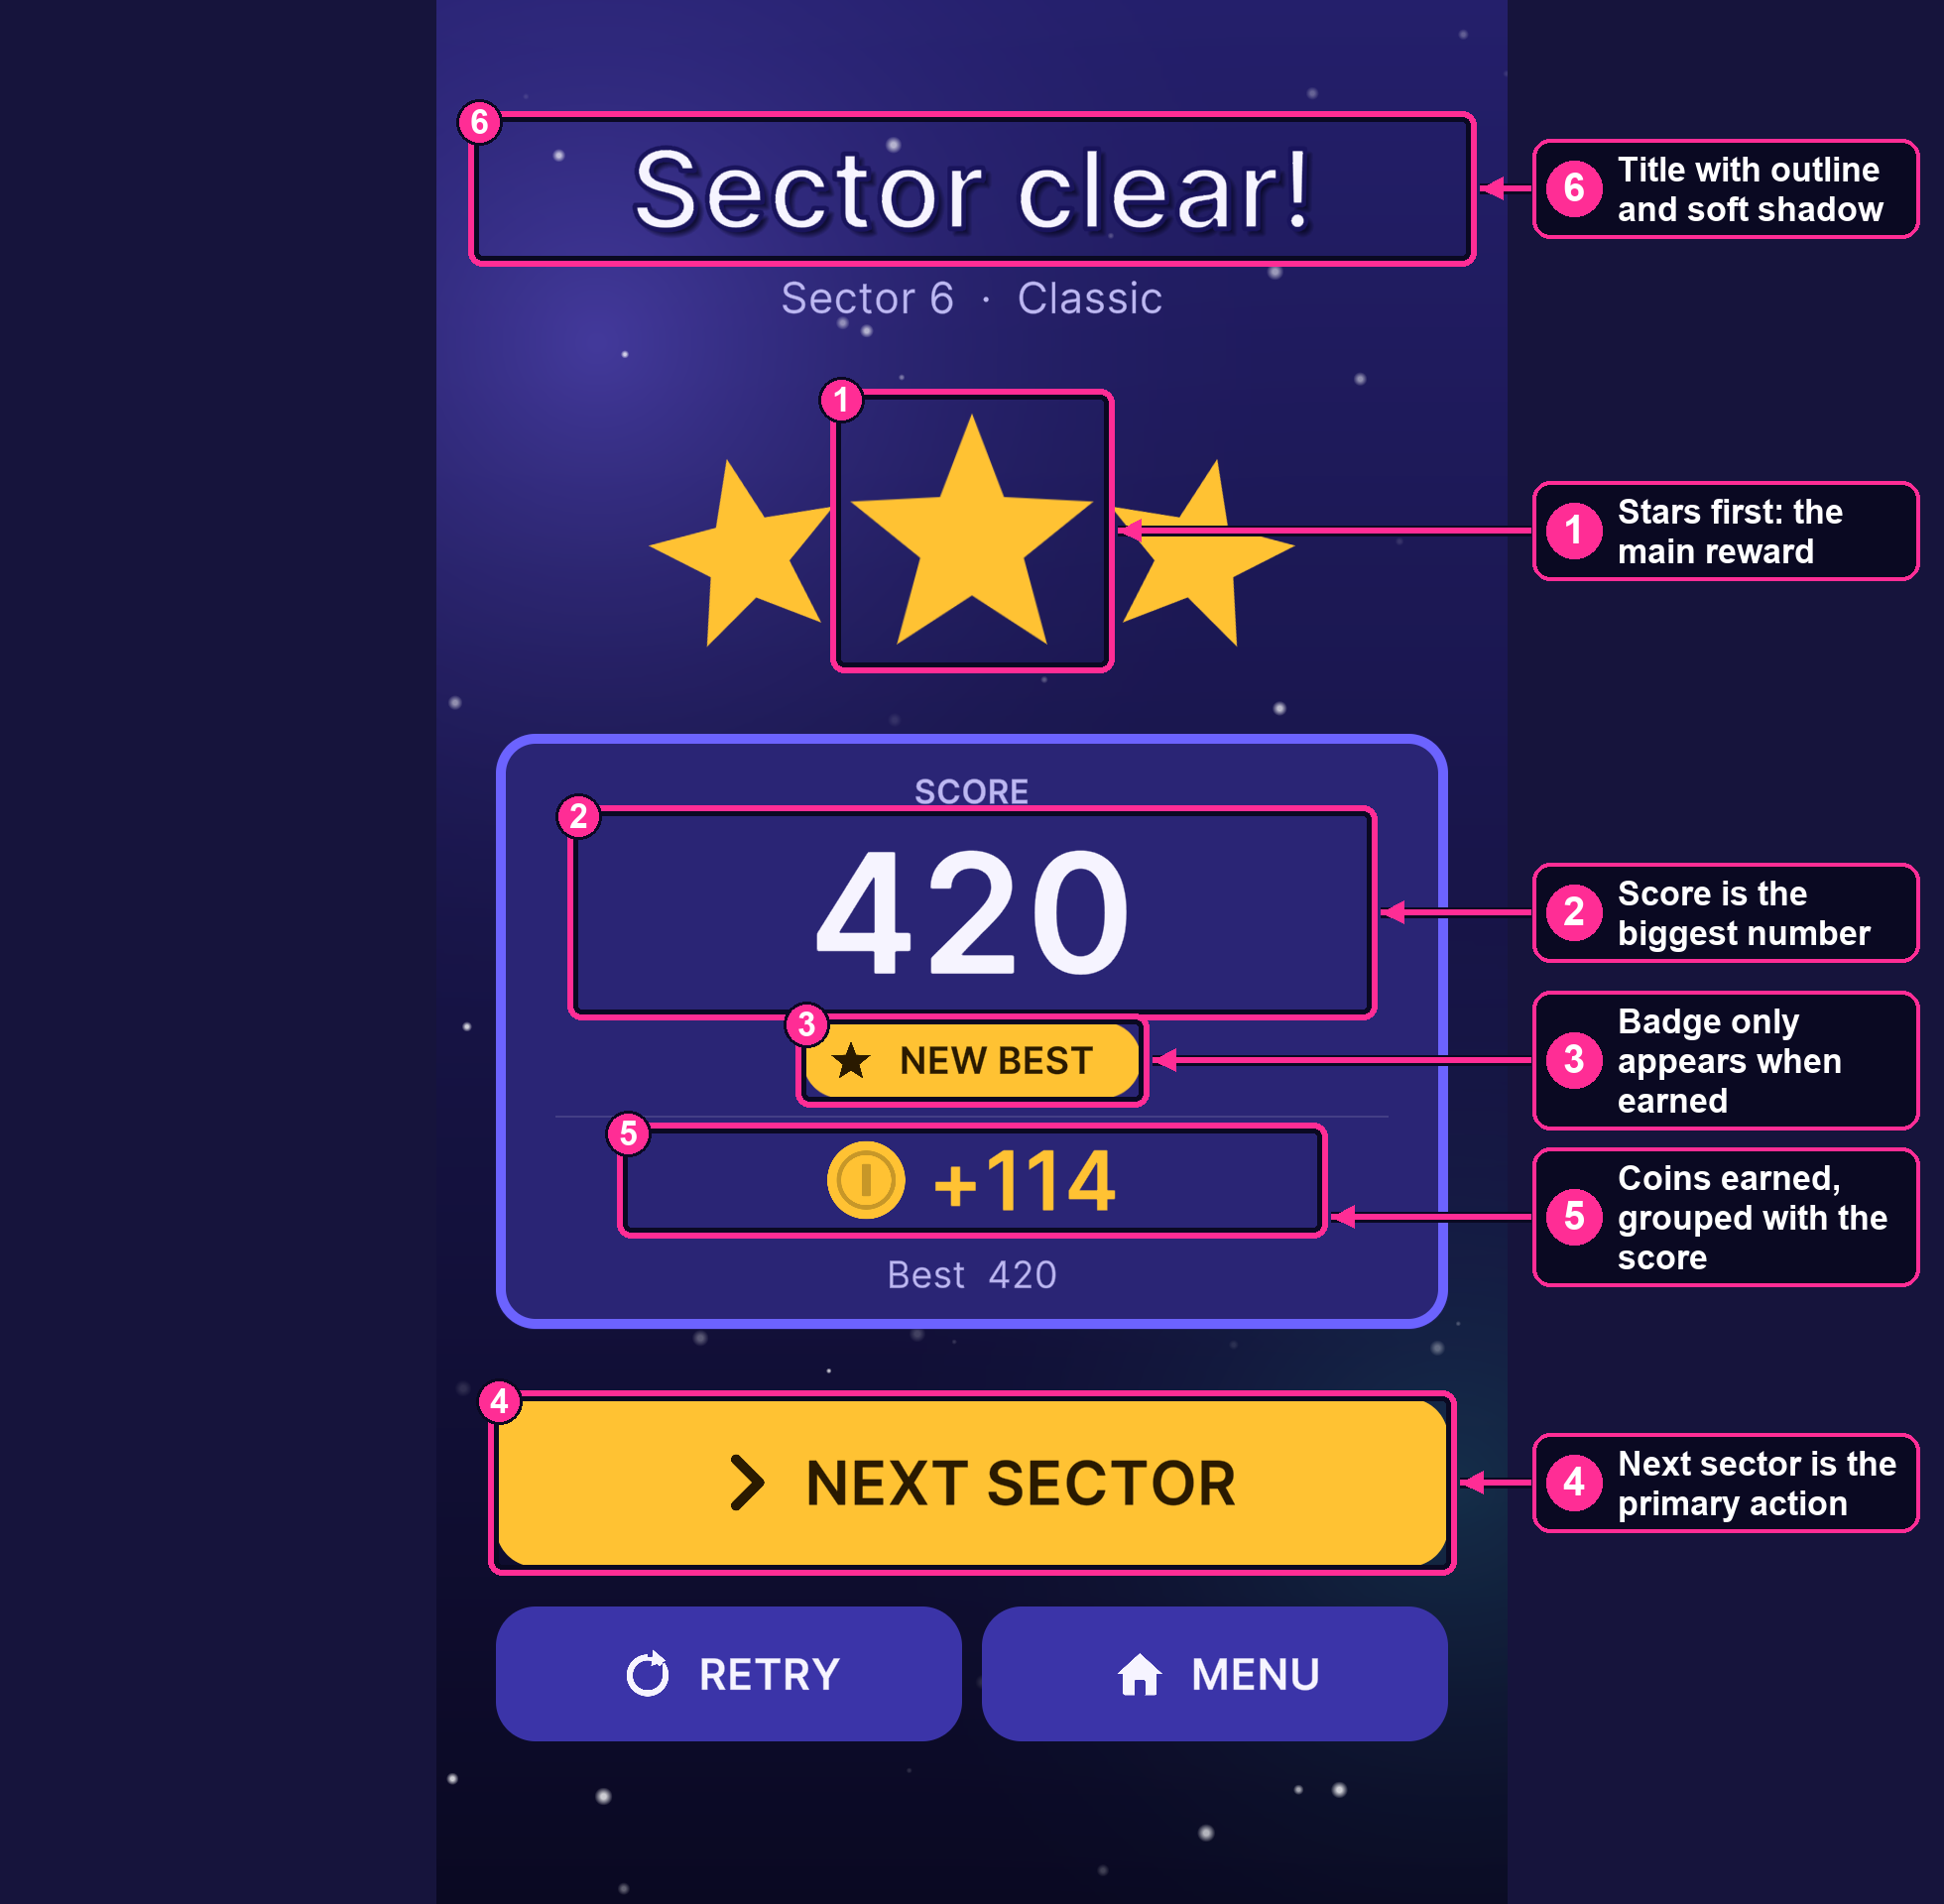 6
Sector clear!
6 Title with outline
and soft shadow
Sector 6 · Classic
1
1 Stars first: the
main reward
SCORE
2
420
2 Score is the
biggest number
3
NEW BEST
3 Badge only
appears when
earned
5
+114
5 Coins earned,
grouped with the
score
Best 420
4
NEXT SECTOR
4 Next sector is the
primary action
RETRY
MENU